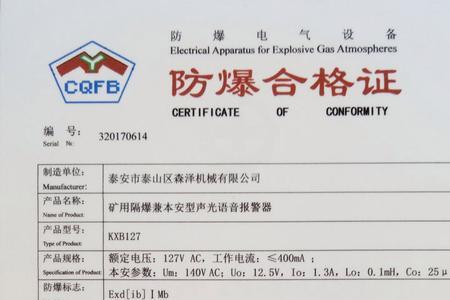 防爆电气设备
Electrical Apparatus for Explosive Gas Atmospheres
CQFB
防爆合格证
CERTIFICATE OF CONFORMITY
编 号: 320170614
Serial №:
制造单位: 泰安市泰山区森泽机械有限公司
Manufacturer:
产品名称: 矿用隔爆兼本安型声光语音报警器
Name of Product:
产品型号: KXBI27
Type of Product:
产品规格: 额定电压: 127V AC, 工作电流: ≤400mA ;
Specification of Product: 本安参数: Um: 140V AC; Uo: 12.5V, Io: 1.3A, Lo: 0.1mH, Co: 25μ
防爆标志: Exd[ib]ⅠMb